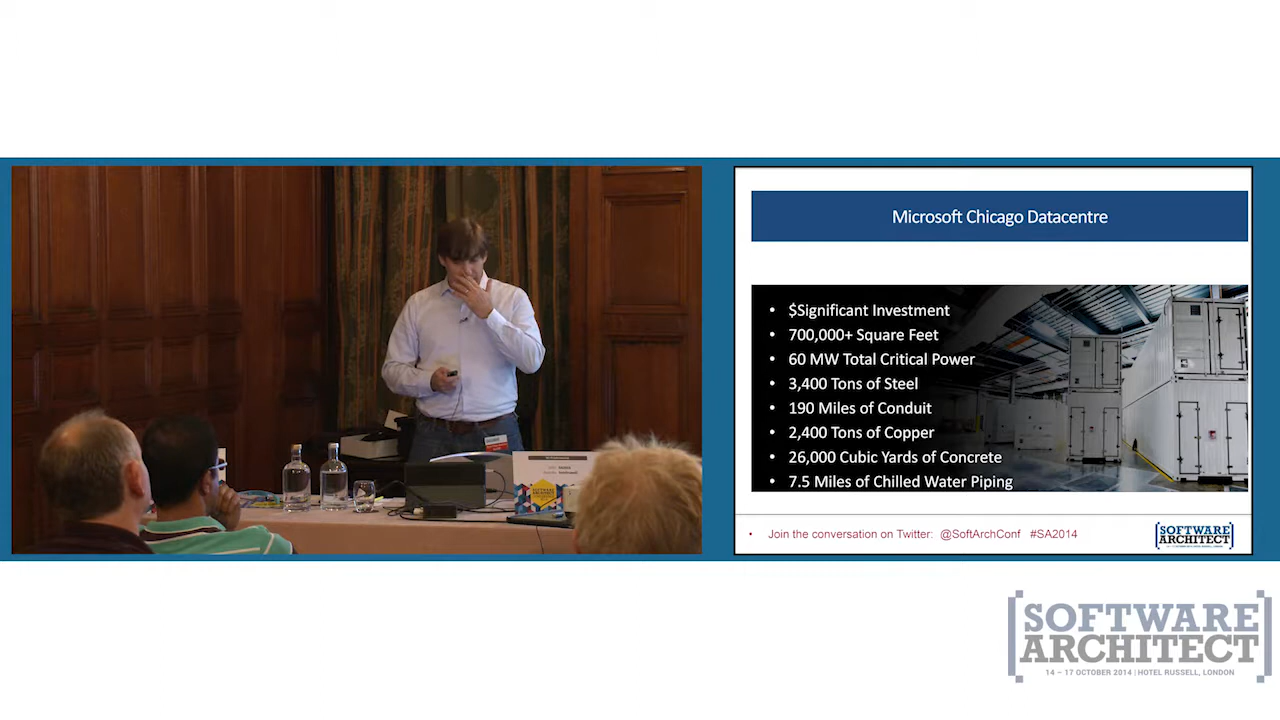 Microsoft Chicago Datacentre
• $Significant Investment
• 700,000+ Square Feet
• 60 MW Total Critical Power
• 3,400 Tons of Steel
• 190 Miles of Conduit
• 2,400 Tons of Copper
• 26,000 Cubic Yards of Concrete
• 7.5 Miles of Chilled Water Piping
• Join the conversation on Twitter: @SoftArchConf #SA2014
[SOFTWARE
ARCHITECT]
[SOFTWARE
ARCHITECT]
14 – 17 OCTOBER 2014 | HOTEL RUSSELL, LONDON